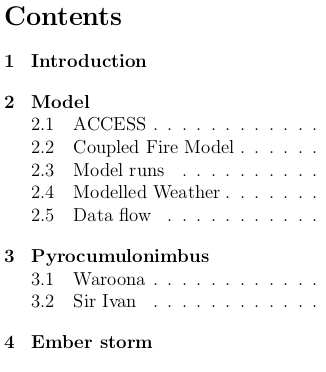 Contents
1 Introduction
2 Model
2.1 ACCESS . . . . . . . . . . . .
2.2 Coupled Fire Model . . . . . .
2.3 Model runs . . . . . . . . . .
2.4 Modelled Weather . . . . . . .
2.5 Data flow . . . . . . . . . . .
3 Pyrocumulonimbus
3.1 Waroona . . . . . . . . . . . .
3.2 Sir Ivan . . . . . . . . . . . .
4 Ember storm